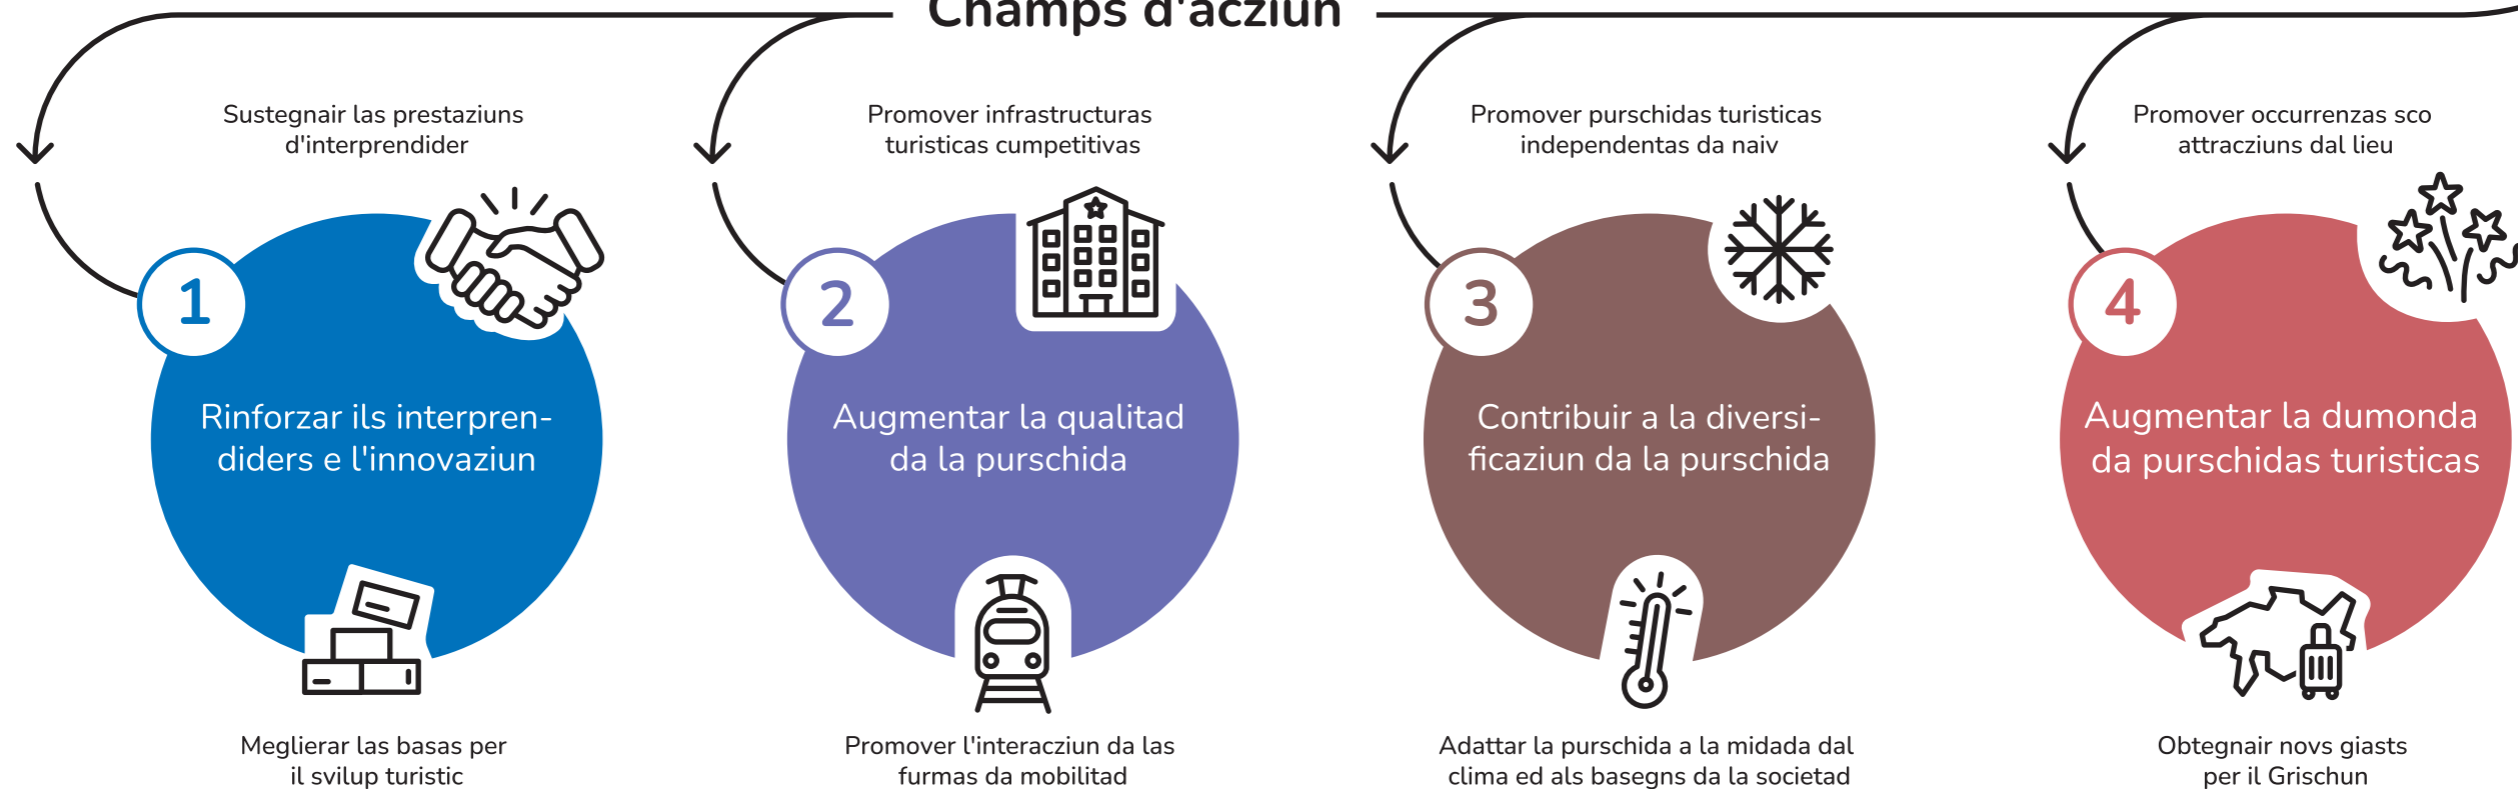 Champs d'acziun
Sustegnair las prestaziuns
d'interprendider
1
Rinforzar ils interpren-
diders e l'innovaziun
Meglierar las basas per
il svilup turistic
Promover infrastructuras
turisticas cumpetitivas
2
Augmentar la qualitad
da la purschida
Promover l'interacziun da las
furmas da mobilitad
Promover purschidas turisticas
independentas da naiv
3
Contribuir a la diversi-
ficaziun da la purschida
Adattar la purschida a la midada dal
clima ed als basegns da la societad
Promover occurrenzas sco
attracziuns dal lieu
4
Augmentar la dumonda
da purschidas turisticas
Obtegnair novs giasts
per il Grischun